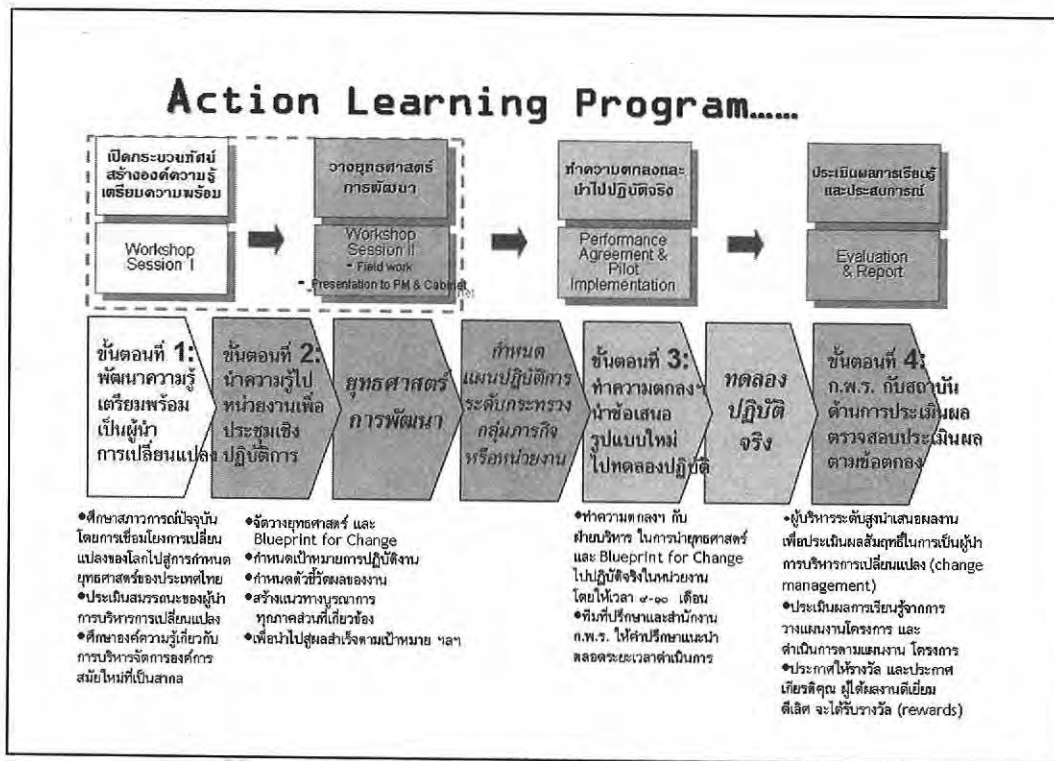 Action Learning Program......
เปิดกระบวนทัศน์
สร้างองค์ความรู้
เตรียมความพร้อม
Workshop
Session I
วางยุทธศาสตร์
การพัฒนา
Workshop
Session II
- Field work
- Presentation to PM & Cabinet
ทำความตกลงและ
นำไปปฏิบัติจริง
Performance
Agreement &
Pilot
Implementation
ประเมินผลการเรียนรู้
และประสบการณ์
Evaluation
& Report
ขั้นตอนที่ 1:
พัฒนาความรู้
เตรียมพร้อม
เป็นผู้นำ
การเปลี่ยนแปลง
ขั้นตอนที่ 2:
นำความรู้ไป
หน่วยงานเพื่อ
ประชุมเชิง
ปฏิบัติการ
ยุทธศาสตร์
การพัฒนา
กำหนด
แผนปฏิบัติการ
ระดับกระทรวง
กลุ่มภารกิจ
หรือหน่วยงาน
ขั้นตอนที่ 3:
ทำความตกลงฯ
นำข้อเสนอ
รูปแบบใหม่
ไปทดลองปฏิบัติ
ทดลอง
ปฏิบัติ
จริง
ขั้นตอนที่ 4:
ก.พ.ร. กับสถาบัน
ด้านการประเมินผล
ตรวจสอบประเมินผล
ตามข้อตกลง
•ศึกษาสภาวการณ์ปัจจุบัน
โดยการเชื่อมโยงการเปลี่ยน
แปลงของโลกไปสู่การกำหนด
ยุทธศาสตร์ของประเทศไทย
•ประเมินสมรรถนะของผู้นำ
การบริหารการเปลี่ยนแปลง
•ศึกษาองค์ความรู้เกี่ยวกับ
การบริหารจัดการองค์การ
สมัยใหม่ที่เป็นสากล
•จัดวางยุทธศาสตร์ และ
Blueprint for Change
•กำหนดเป้าหมายการปฏิบัติงาน
•กำหนดตัวชี้วัดผลของงาน
•สร้างแนวทางบูรณาการ
ทุกภาคส่วนที่เกี่ยวข้อง
•เพื่อนำไปสู่ผลสำเร็จตามเป้าหมาย ฯลฯ
•ทำความตกลงฯ กับ
ฝ่ายบริหาร ในการนำยุทธศาสตร์
และ Blueprint for Change
ไปปฏิบัติจริงในหน่วยงาน
โดยให้เวลา ๙-๑๐ เดือน
•ทีมที่ปรึกษาและสำนักงาน
ก.พ.ร. ให้คำปรึกษาแนะนำ
ตลอดระยะเวลาดำเนินการ
•ผู้บริหารระดับสูงนำเสนอผลงาน
เพื่อประเมินผลสัมฤทธิ์ในการเป็นผู้นำ
การบริหารการเปลี่ยนแปลง (change
management)
•ประเมินผลการเรียนรู้จากการ
วางแผนงานโครงการ และ
ดำเนินการตามแผนงาน โครงการ
•ประกาศให้รางวัล และประกาศ
เกียรติคุณ ผู้ได้ผลงานดีเยี่ยม
ดีเลิศ จะได้รับรางวัล (rewards)